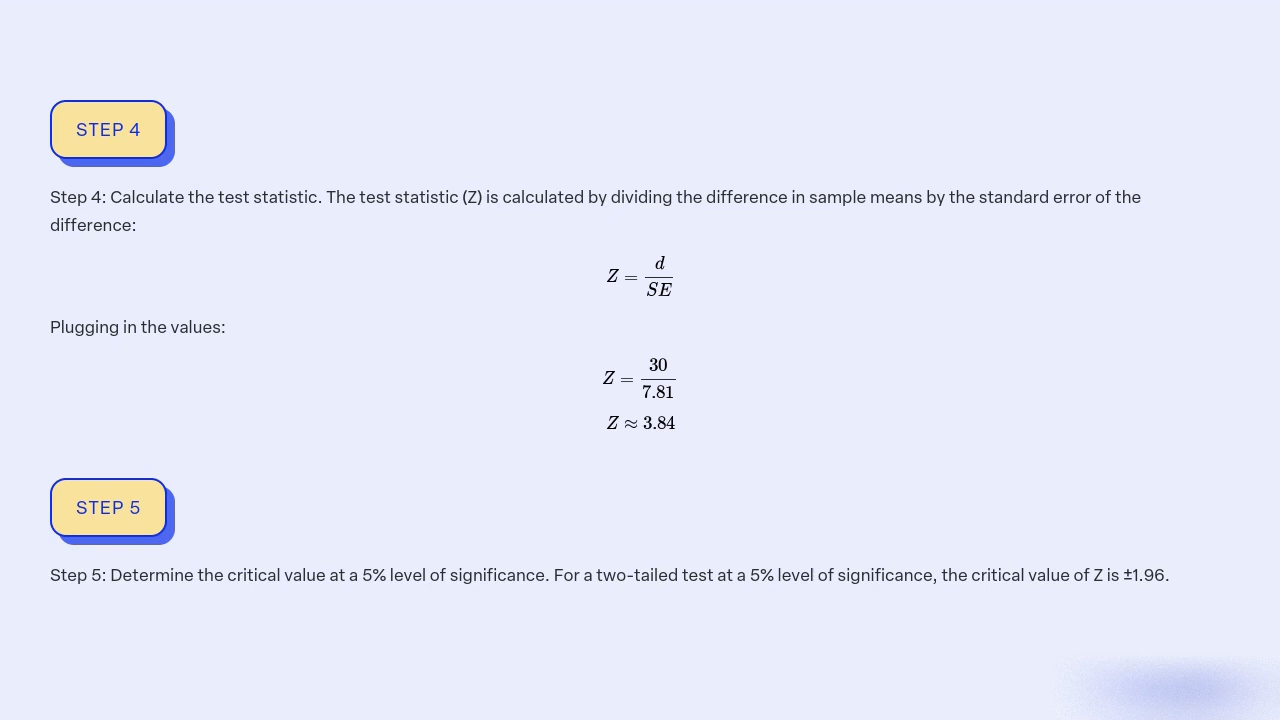 STEP 4
Step 4: Calculate the test statistic. The test statistic (Z) is calculated by dividing the difference in sample means by the standard error of the
difference:
Z = d/SE
Plugging in the values:
Z = 30/7.81
Z ≈ 3.84
STEP 5
Step 5: Determine the critical value at a 5% level of significance. For a two-tailed test at a 5% level of significance, the critical value of Z is ±1.96.